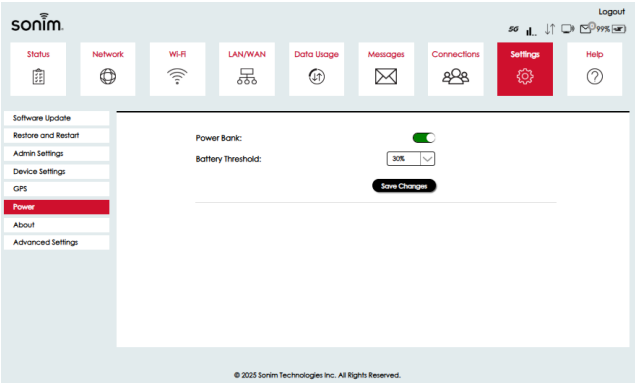 Logout
sonim
5G 99%
Status Network Wi-Fi LAN/WAN Data Usage Messages Connections Settings Help
Software Update
Restore and Restart
Admin Settings
Device Settings
GPS
Power
About
Advanced Settings
Power Bank:
Battery Threshold: 30%
Save Changes
© 2025 Sonim Technologies Inc. All Rights Reserved.